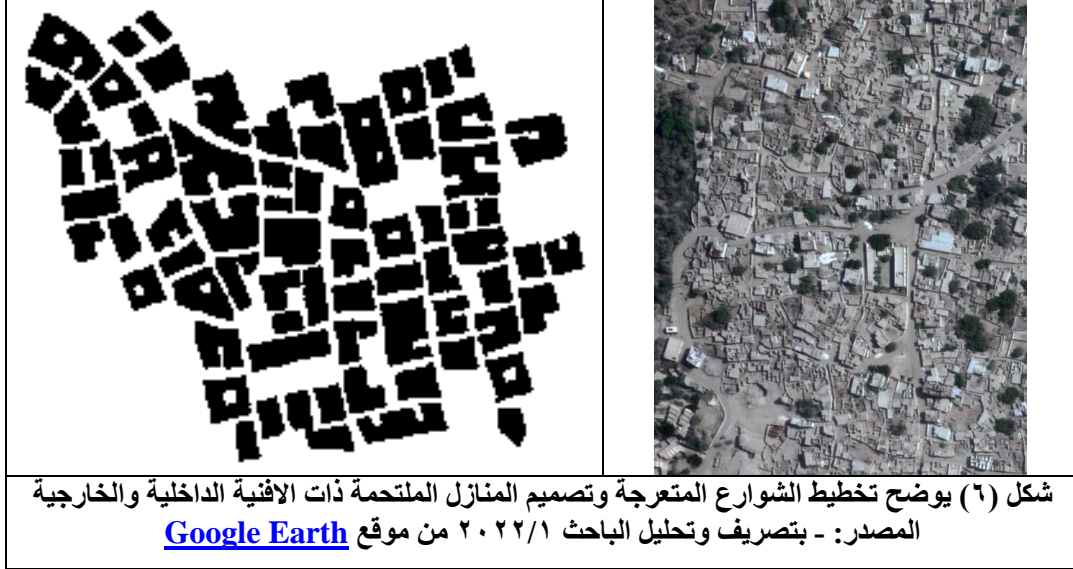 شكل (٦) يوضح تخطيط الشوارع المتعرجة وتصميم المنازل الملتحمة ذات الافنية الداخلية والخارجية
المصدر: - بتصريف وتحليل الباحث ٢٠٢٢/١ من موقع Google Earth